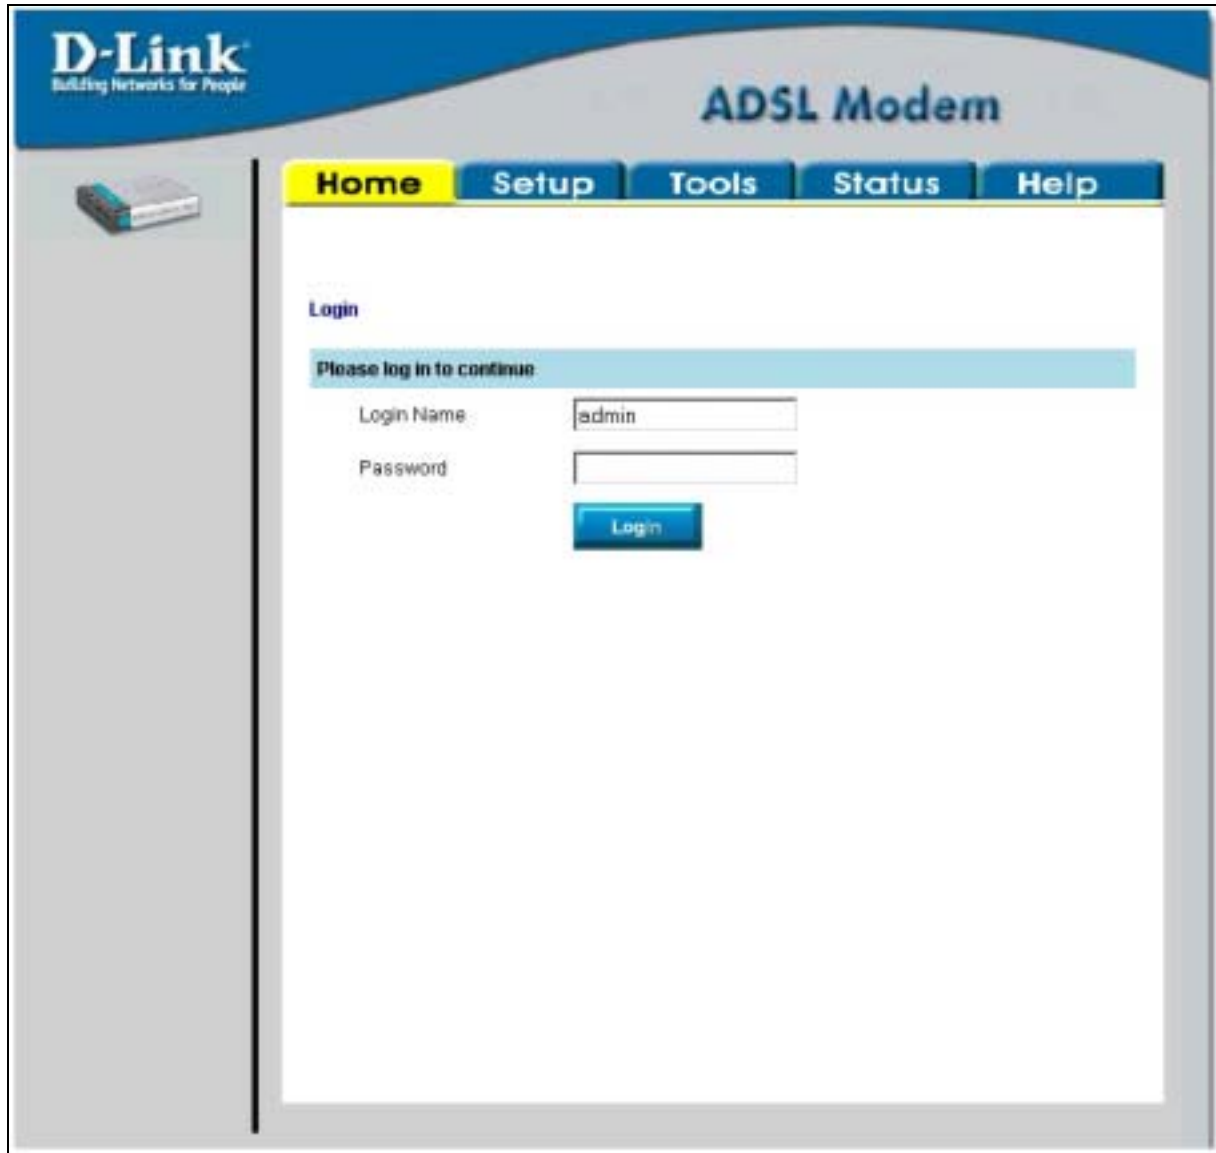 D-Link
Building Networks for People
ADSL Modem
Home Setup Tools Status Help
Login
Please log in to continue
Login Name admin
Password
Login